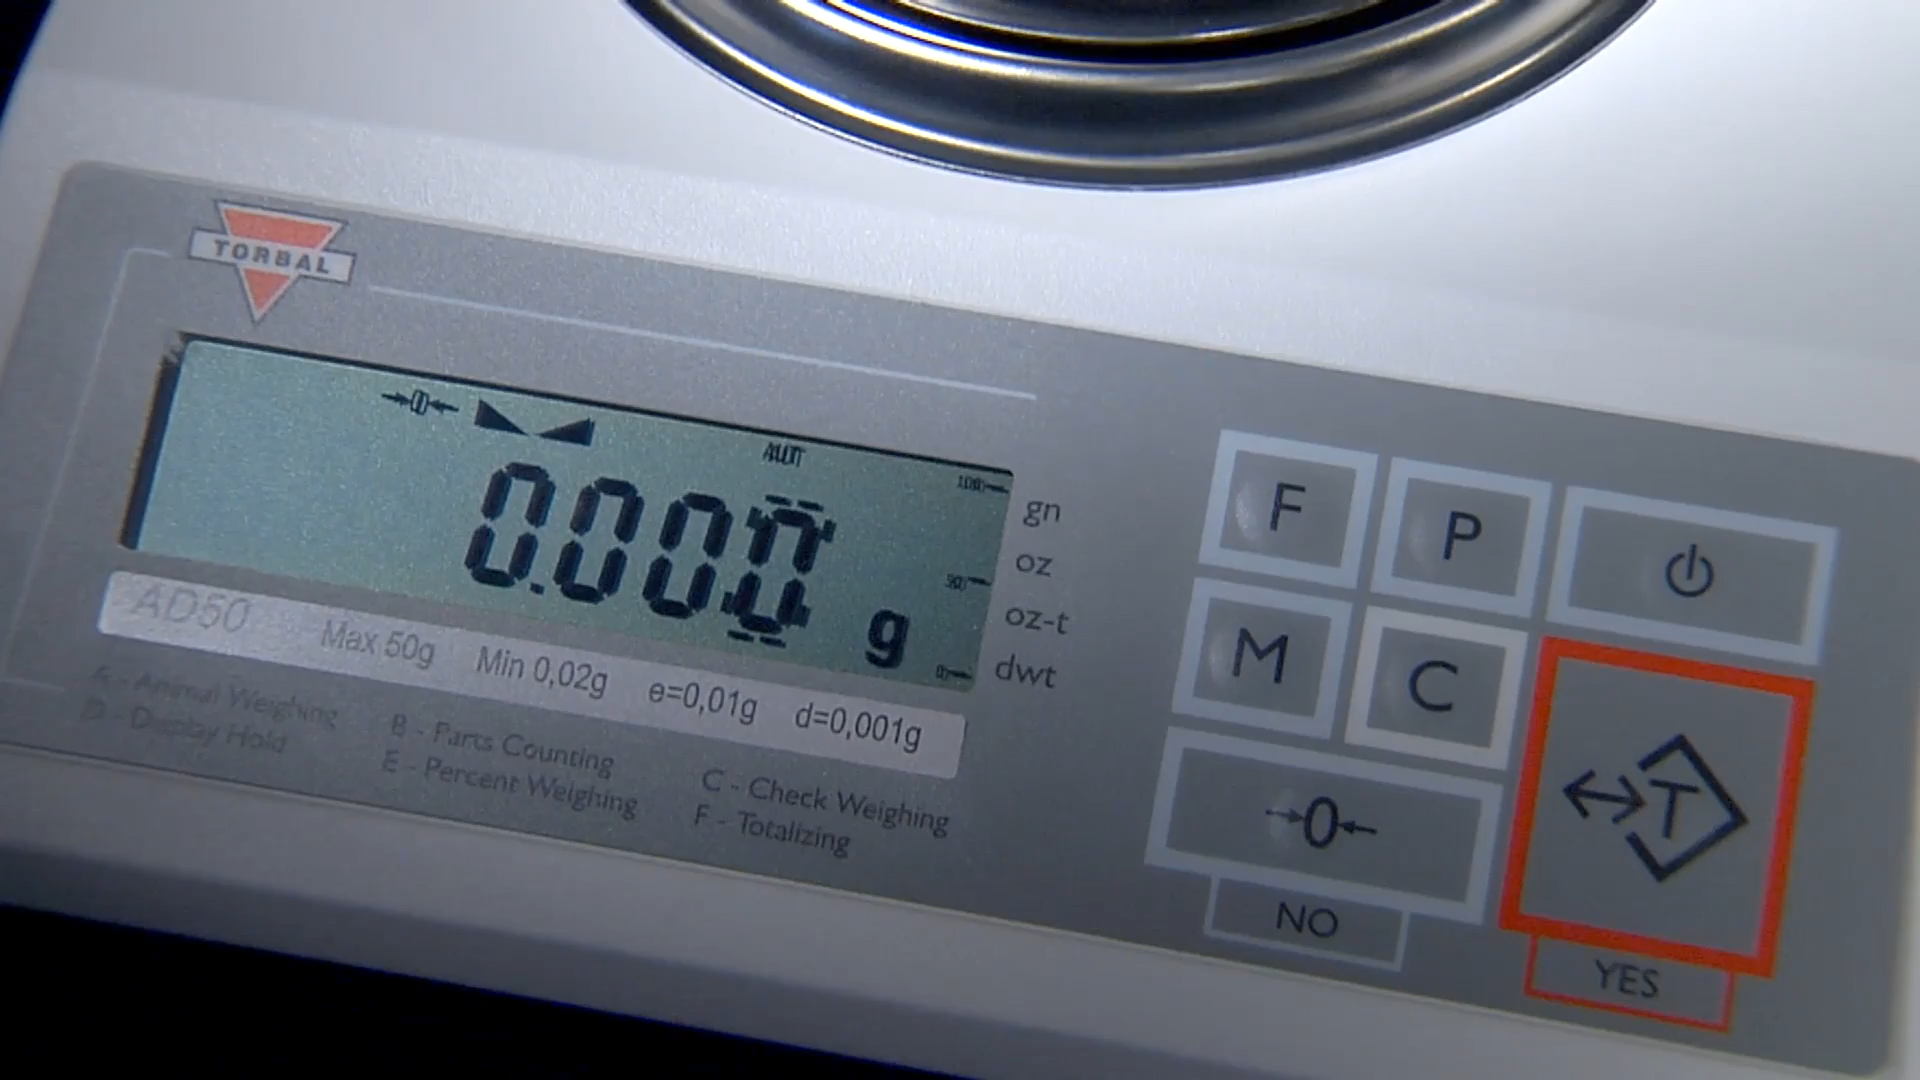 TORBAL
→0←
0.000 g
100
50
0
gn
oz
oz-t
dwt
AD50 Max 50g Min 0,02g e=0,01g d=0,001g
A - Animal Weighing B - Parts Counting C - Check Weighing
D - Display Hold E - Percent Weighing F - Totalizing
F P
M C
→0← T
NO YES